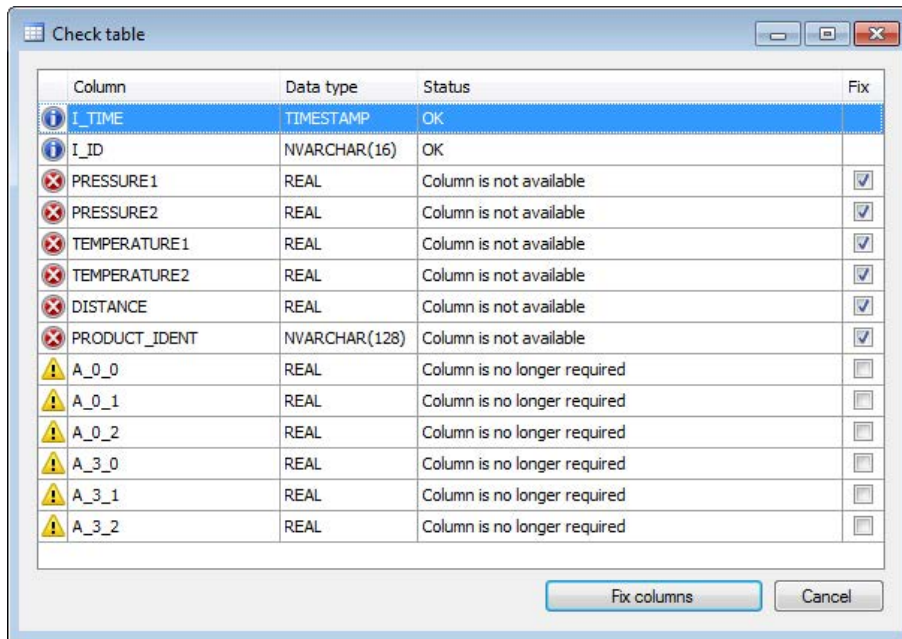 Check table
Column Data type Status Fix
I_TIME TIMESTAMP OK
I_ID NVARCHAR(16) OK
PRESSURE1 REAL Column is not available
PRESSURE2 REAL Column is not available
TEMPERATURE1 REAL Column is not available
TEMPERATURE2 REAL Column is not available
DISTANCE REAL Column is not available
PRODUCT_IDENT NVARCHAR(128) Column is not available
A_0_0 REAL Column is no longer required
A_0_1 REAL Column is no longer required
A_0_2 REAL Column is no longer required
A_3_0 REAL Column is no longer required
A_3_1 REAL Column is no longer required
A_3_2 REAL Column is no longer required
Fix columns Cancel